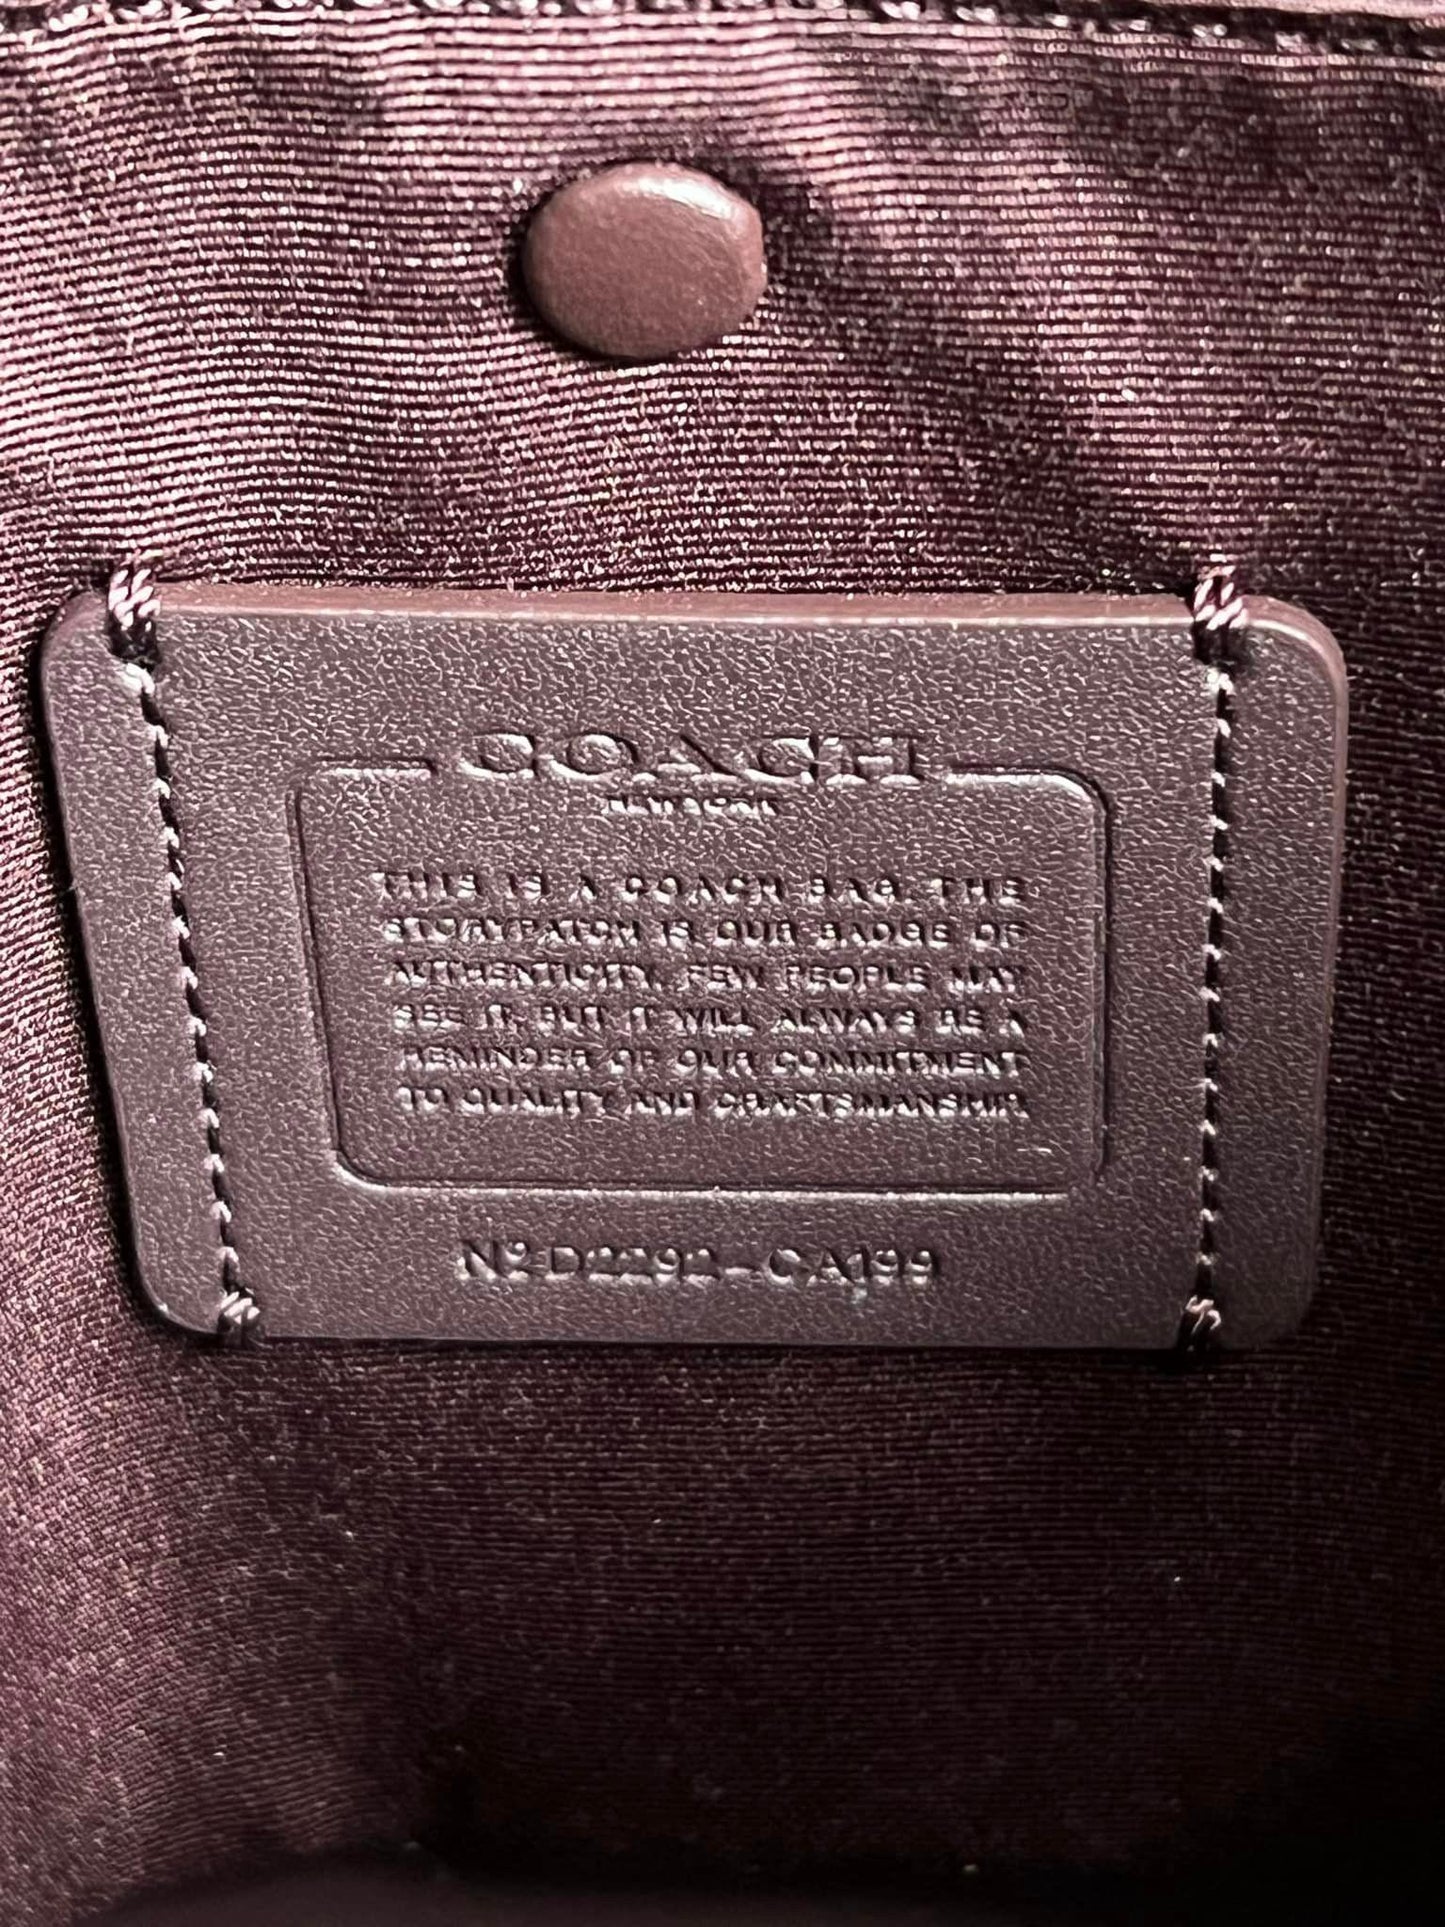 COACH
NEW YORK
THIS IS A COACH BAG. THE
STORYPATCH IS OUR BADGE OF
AUTHENTICITY. FEW PEOPLE MAY
SEE IT, BUT IT WILL ALWAYS BE A
REMINDER OF OUR COMMITMENT
TO QUALITY AND CRAFTSMANSHIP.
Nº D2292-CA199